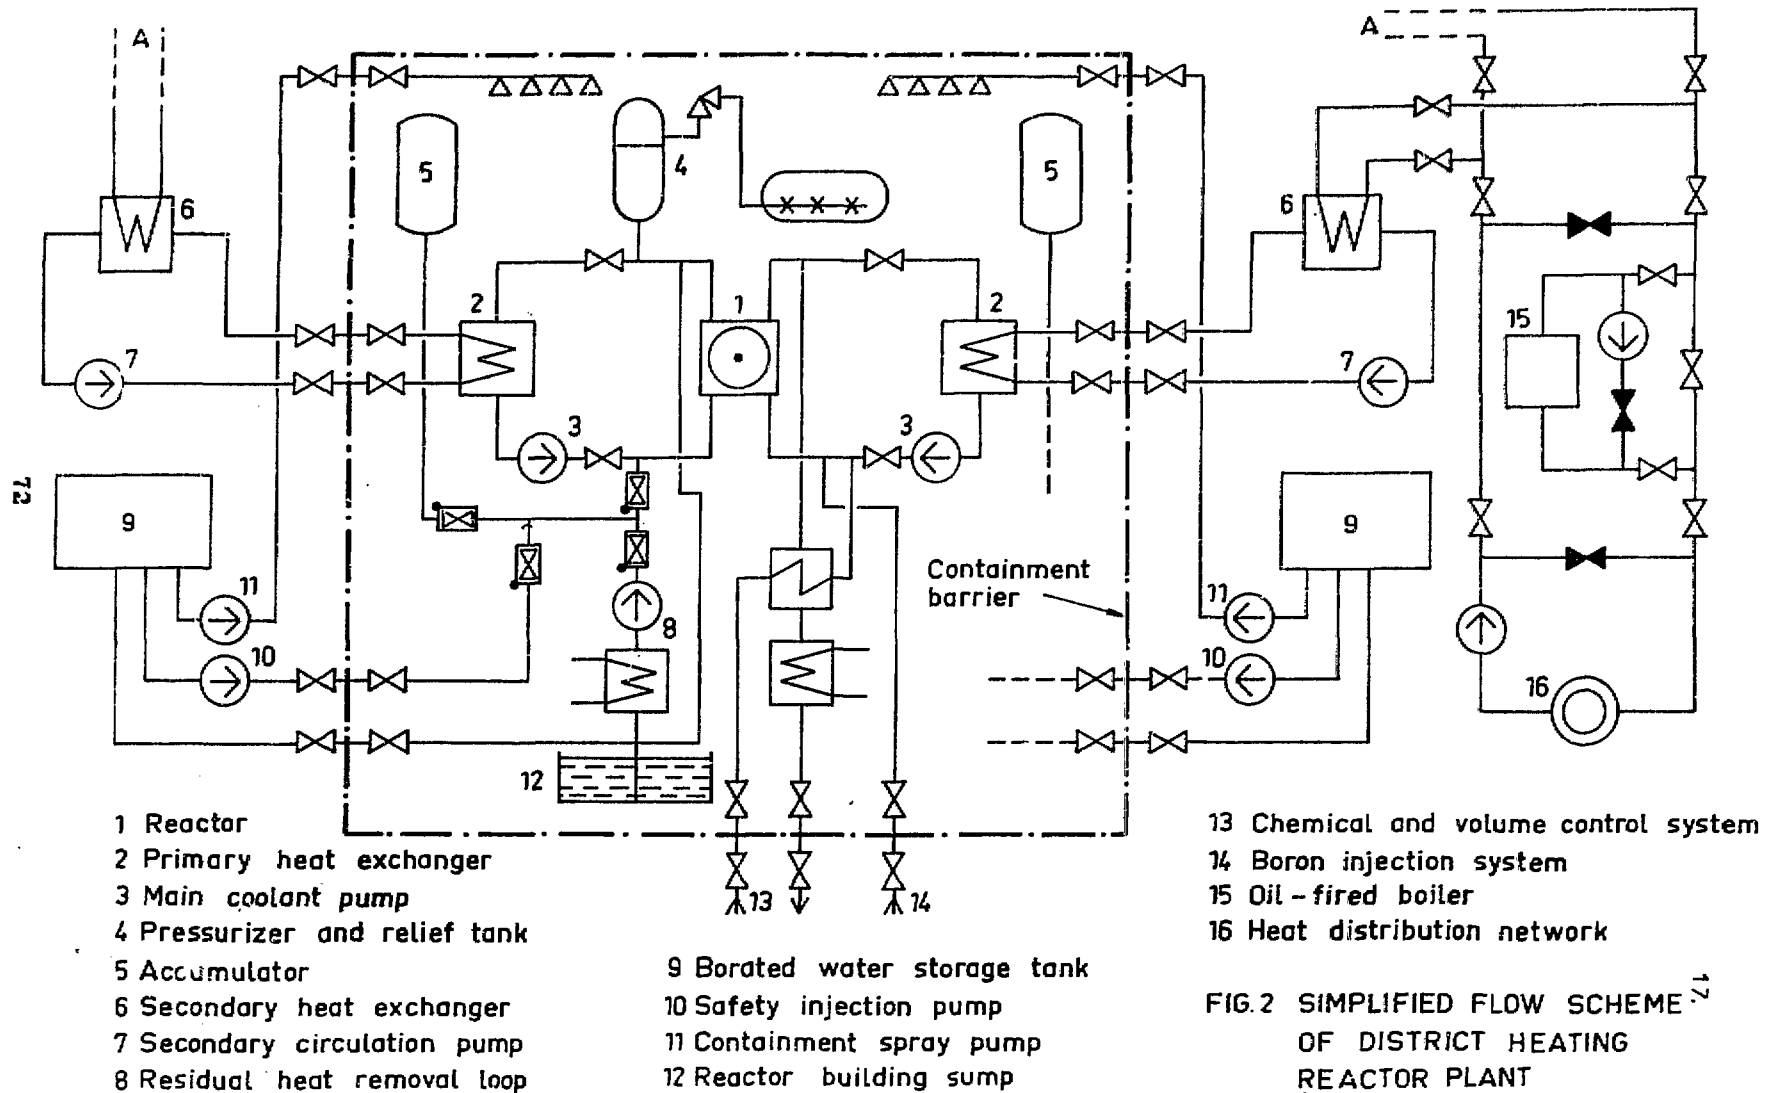 A
A
5
4
5
6
6
2
1
2
15
7
7
3
3
72
9
9
Containment
barrier
11
11
8
10
10
16
12
13
14
1 Reactor
2 Primary heat exchanger
3 Main coolant pump
4 Pressurizer and relief tank
5 Accumulator
6 Secondary heat exchanger
7 Secondary circulation pump
8 Residual heat removal loop
9 Borated water storage tank
10 Safety injection pump
11 Containment spray pump
12 Reactor building sump
13 Chemical and volume control system
14 Boron injection system
15 Oil-fired boiler
16 Heat distribution network
17.
FIG. 2 SIMPLIFIED FLOW SCHEME
OF DISTRICT HEATING
REACTOR PLANT